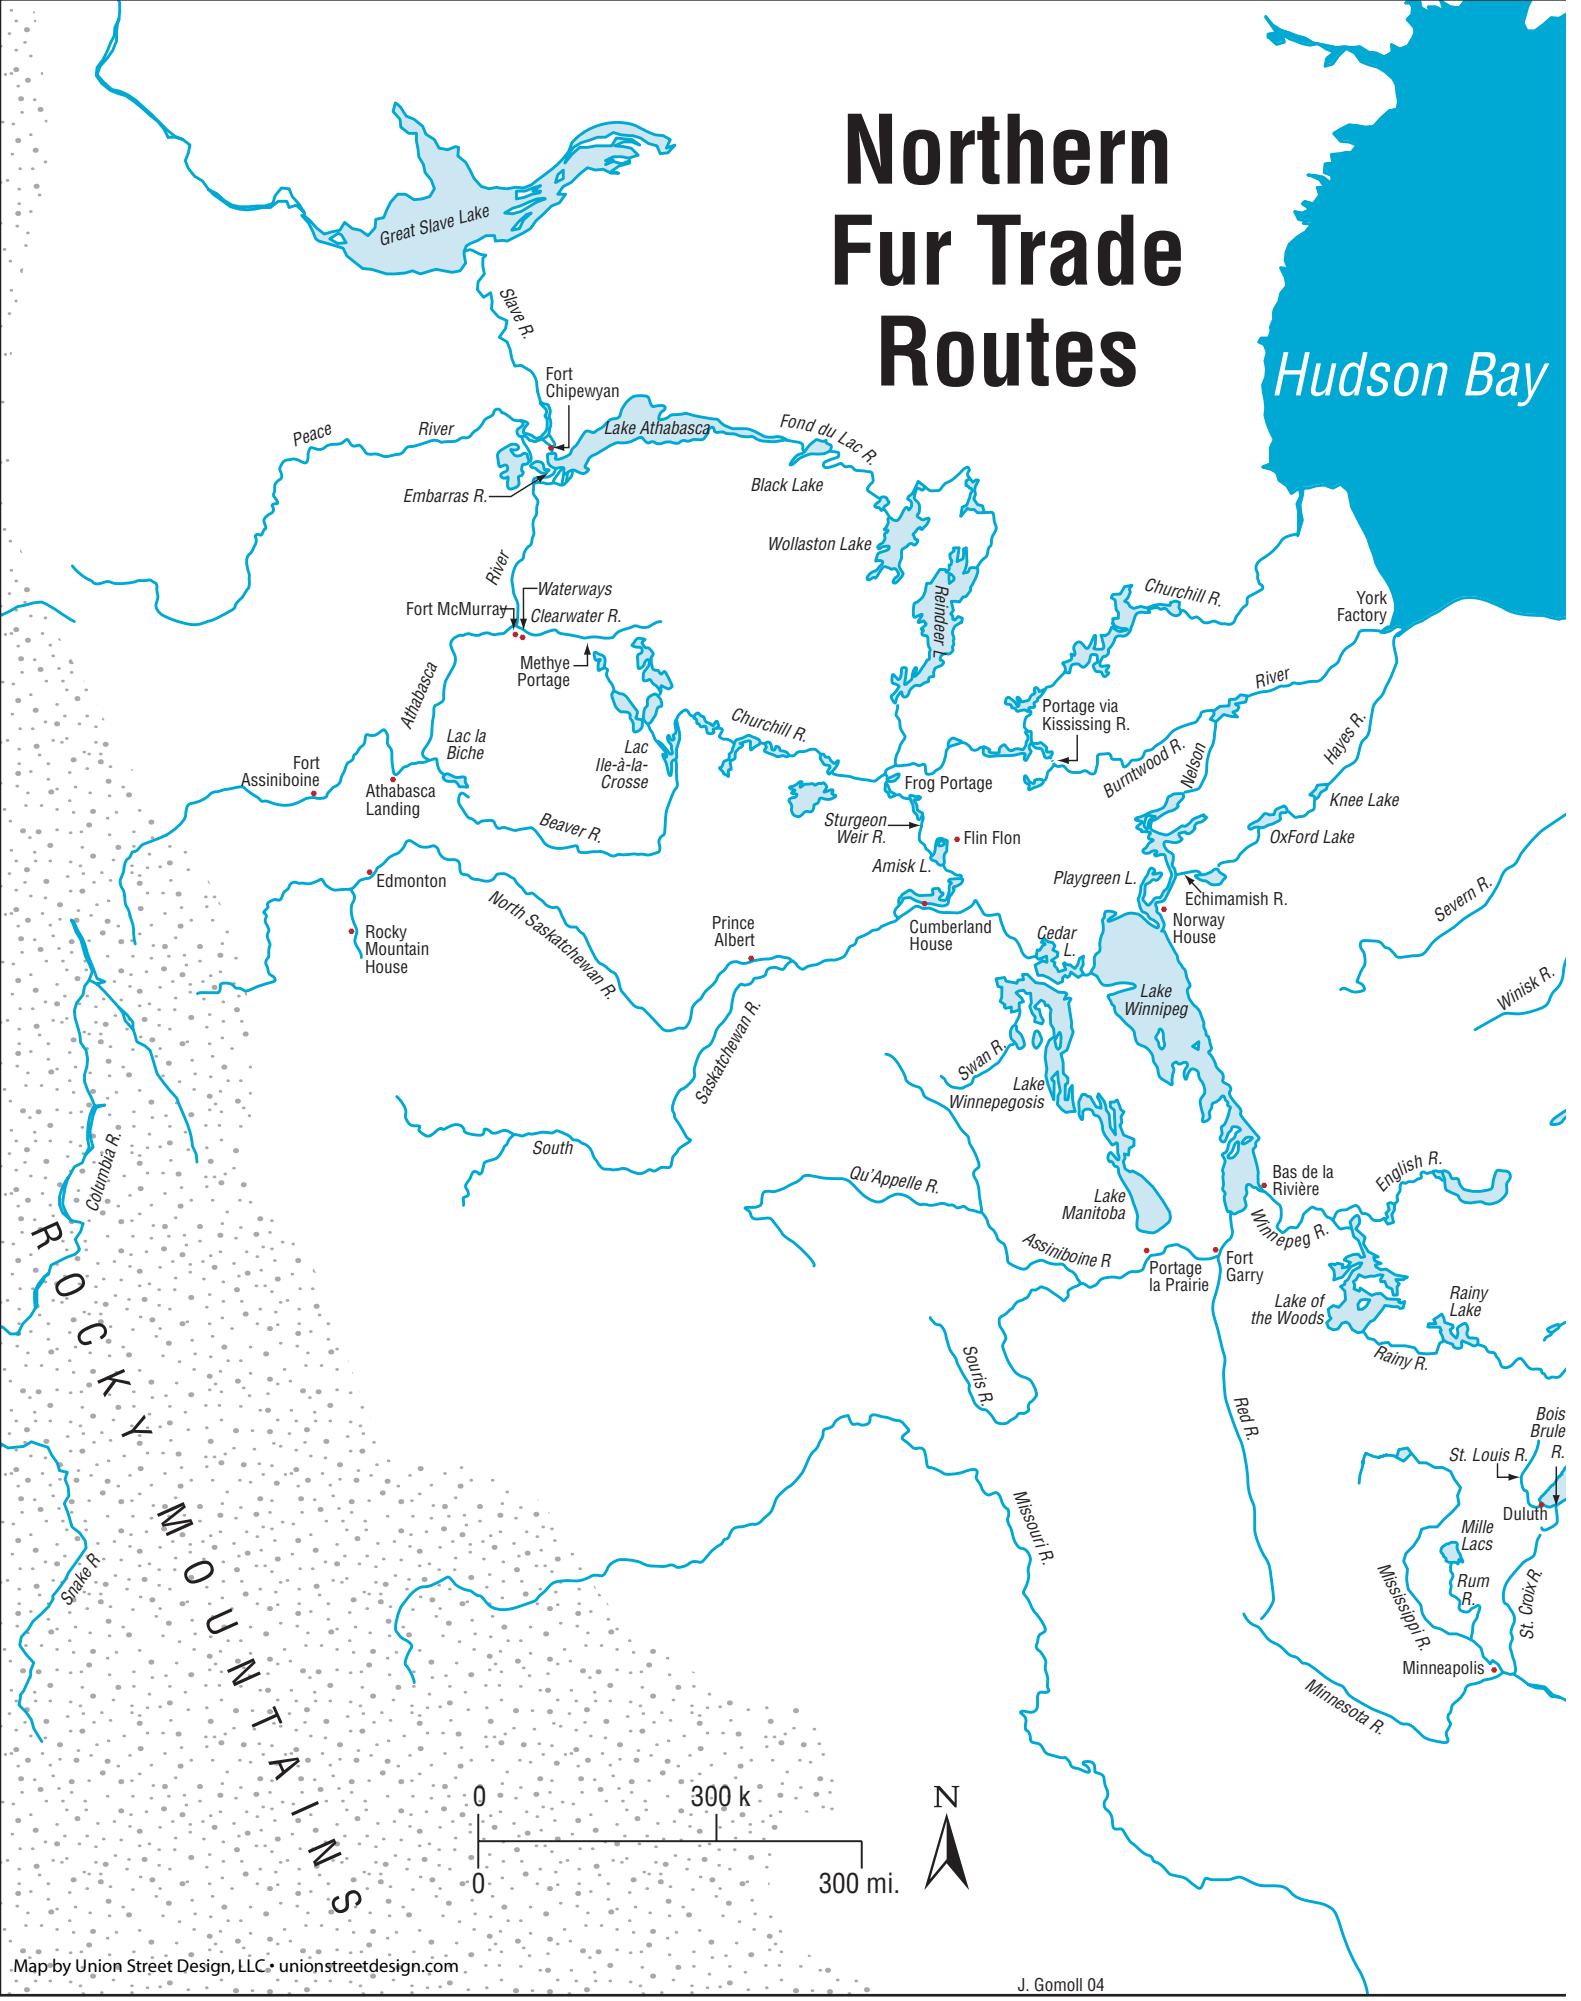 Northern
Fur Trade
Routes
Hudson Bay
Great Slave Lake
Slave R.
Fort
Chipewyan
Peace
River
Lake Athabasca
Fond du Lac R.
Embarras R.
Black Lake
Wollaston Lake
River
Waterways
Fort McMurray
Clearwater R.
Reindeer L
Churchill R.
York
Factory
Methye
Portage
Athabasca
River
Portage via
Kississing R.
Churchill R.
Lac la
Biche
Lac
Ile-à-la-
Crosse
Hayes R.
Burntwood R.
Nelson
Fort
Assiniboine
Athabasca
Landing
Frog Portage
Knee Lake
Beaver R.
Sturgeon
Weir R.
Flin Flon
OxFord Lake
Amisk L.
Playgreen L.
Echimamish R.
Edmonton
North Saskatchewan R.
Severn R.
Rocky
Mountain
House
Prince
Albert
Cumberland
House
Cedar
L.
Norway
House
Lake
Winnipeg
Winisk R.
Saskatchewan R.
Swan R.
Lake
Winnepegosis
South
Columbia R.
Qu'Appelle R.
Lake
Manitoba
Bas de la
Rivière
English R.
Winnepeg R.
Assiniboine R
Portage
la Prairie
Fort
Garry
Lake of
the Woods
Rainy
Lake
Rainy R.
Souris R.
Red R.
Bois
Brule
R.
St. Louis R.
Duluth
Missouri R.
Mille
Lacs
Rum
R.
Mississippi R.
St. Croix R.
Snake R
Minneapolis
Minnesota R.
ROCKY MOUNTAINS
0
300 k
0
300 mi.
N
Map by Union Street Design, LLC • unionstreetdesign.com
J. Gomoll 04